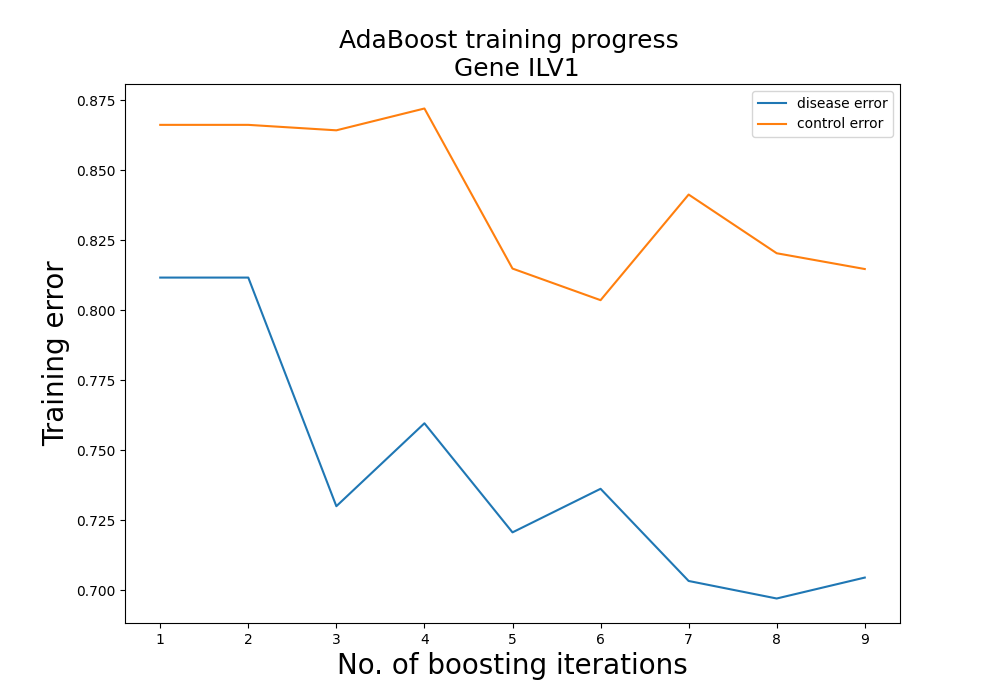 AdaBoost training progress
Gene ILV1
disease error
control error
0.875
0.850
0.825
0.800
0.775
0.750
0.725
0.700
Training error
1 2 3 4 5 6 7 8 9
No. of boosting iterations